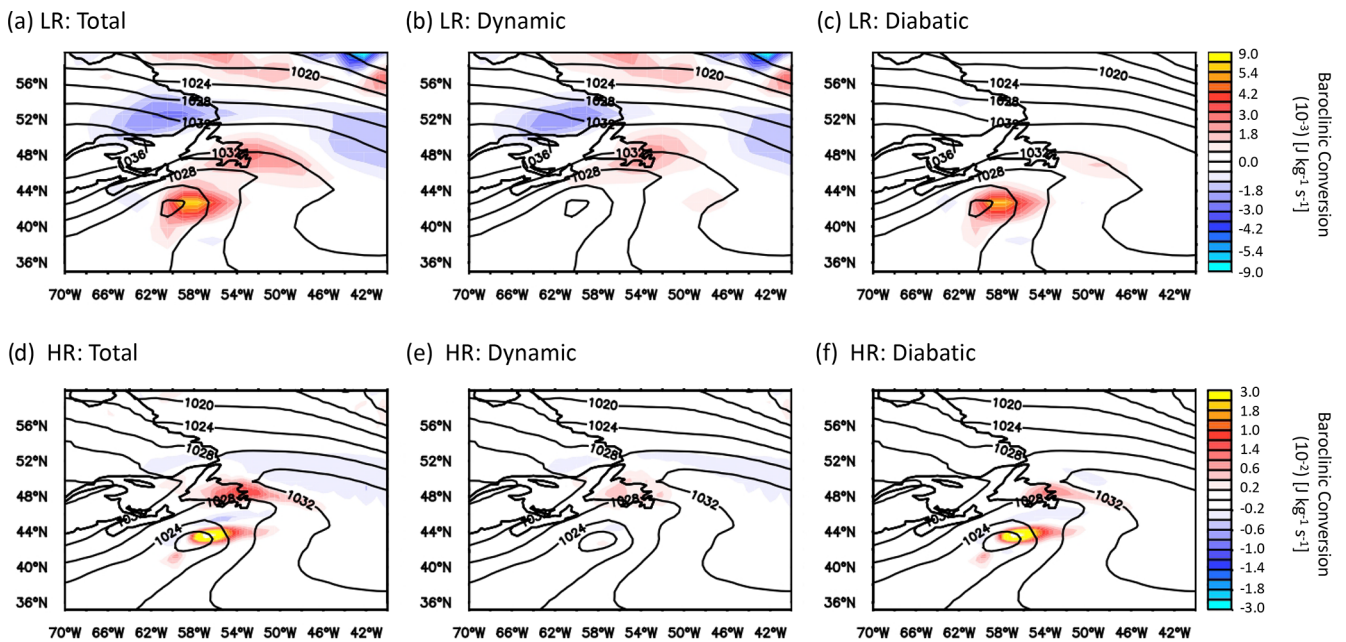 (a) LR: Total
(b) LR: Dynamic
(c) LR: Diabatic
56°N
52°N
48°N
44°N
40°N
36°N
1020
1024
1028
1032
1032
1036
1028
1020
1024
1028
1032
1032
1036
1028
1020
1024
1028
1032
1032
1036
1028
70°W 66°W 62°W 58°W 54°W 50°W 46°W 42°W
70°W 66°W 62°W 58°W 54°W 50°W 46°W 42°W
70°W 66°W 62°W 58°W 54°W 50°W 46°W 42°W
9.0
5.4
4.2
3.0
1.8
0.0
-1.8
-3.0
-4.2
-5.4
-9.0
Baroclinic Conversion
(10⁻³) [J kg⁻¹ s⁻¹]
(d) HR: Total
(e) HR: Dynamic
(f) HR: Diabatic
56°N
52°N
48°N
44°N
40°N
36°N
1020
1024
1028
1028
1032
1024
1020
1024
1028
1028
1032
1024
1020
1024
1028
1028
1032
1024
70°W 66°W 62°W 58°W 54°W 50°W 46°W 42°W
70°W 66°W 62°W 58°W 54°W 50°W 46°W 42°W
70°W 66°W 62°W 58°W 54°W 50°W 46°W 42°W
3.0
1.8
1.0
1.4
0.6
0.2
-0.2
-0.6
-1.0
-1.4
-1.8
-3.0
Baroclinic Conversion
(10⁻²) [J kg⁻¹ s⁻¹]